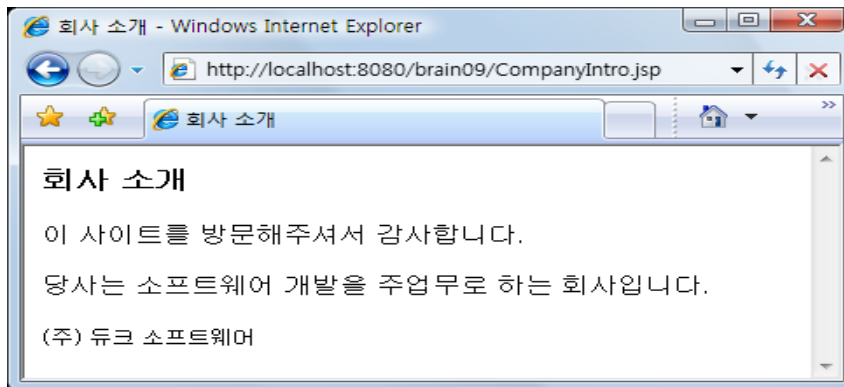 회사 소개 - Windows Internet Explorer
http://localhost:8080/brain09/CompanyIntro.jsp
회사 소개
회사 소개
이 사이트를 방문해주셔서 감사합니다.
당사는 소프트웨어 개발을 주업무로 하는 회사입니다.
(주) 듀크 소프트웨어